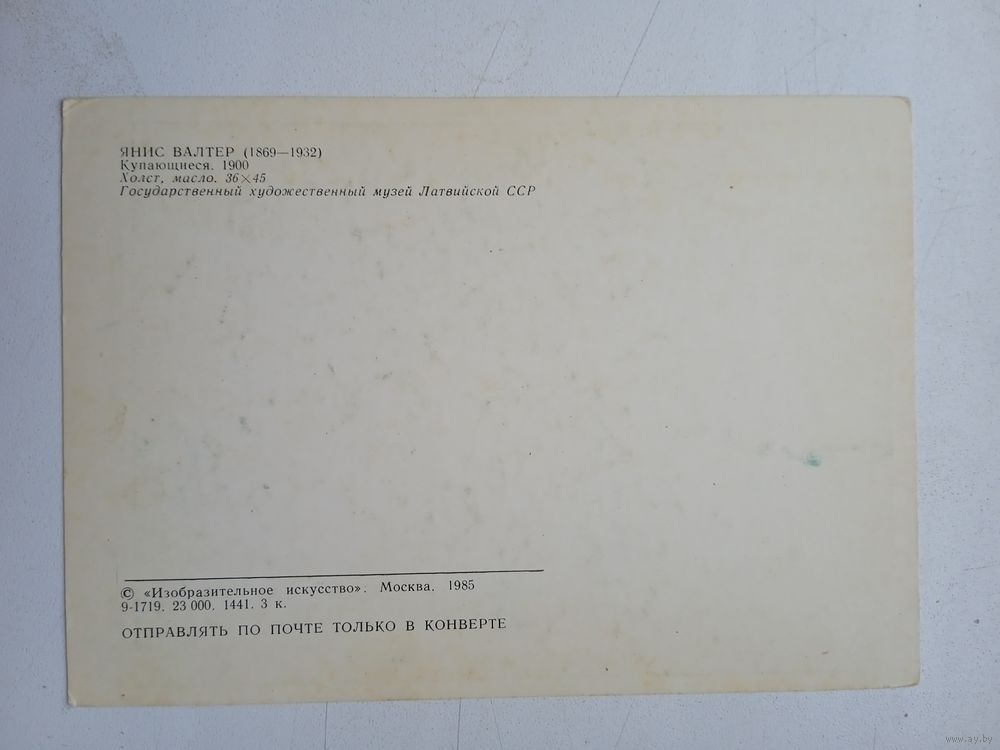 ЯНИС ВАЛТЕР (1869—1932)
Купающиеся. 1900
Холст, масло. 36×45
Государственный художественный музей Латвийской ССР
© «Изобразительное искусство». Москва. 1985
9-1719. 23 000. 1441. 3 к.
ОТПРАВЛЯТЬ ПО ПОЧТЕ ТОЛЬКО В КОНВЕРТЕ
www.ay.by